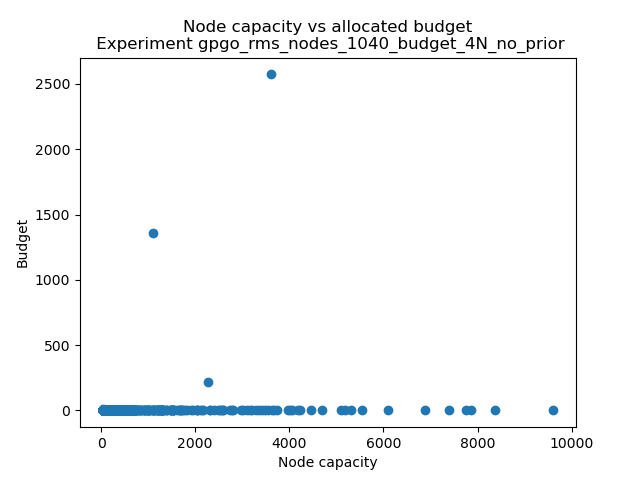 Node capacity vs allocated budget
Experiment gpgo_rms_nodes_1040_budget_4N_no_prior
2500
2000
1500
1000
500
0
Budget
0 2000 4000 6000 8000 10000
Node capacity